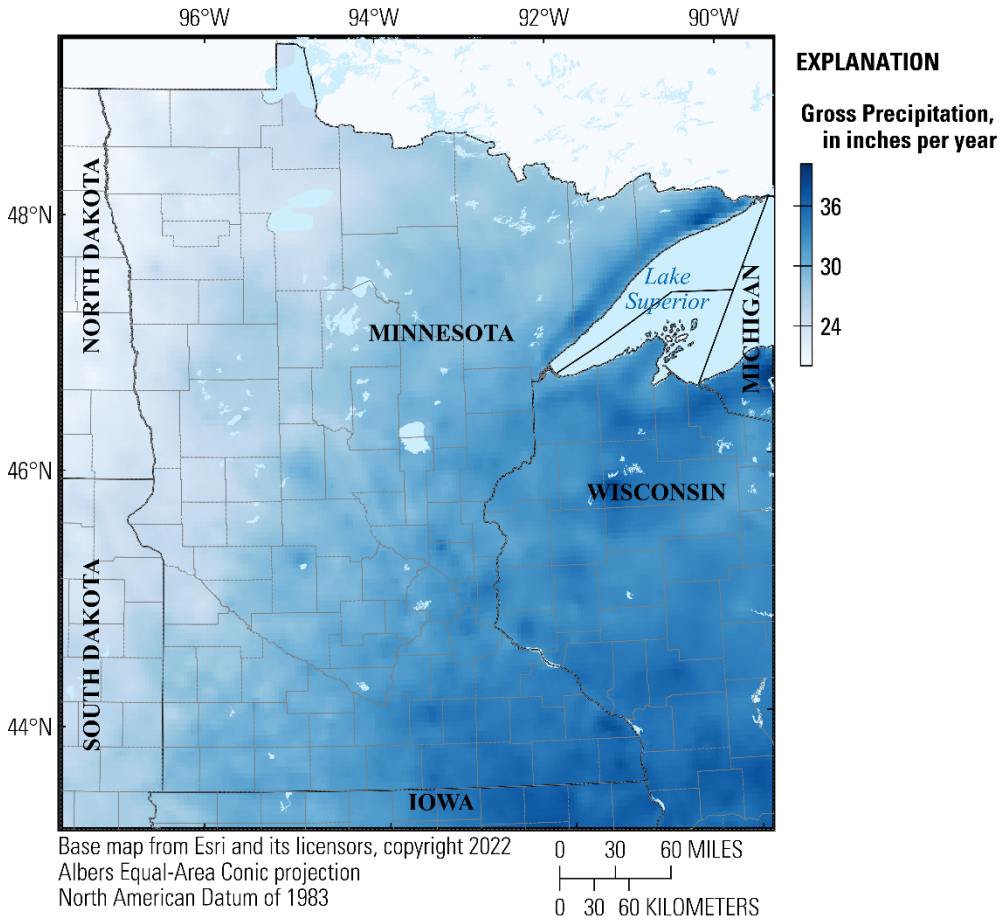 96°W 94°W 92°W 90°W
EXPLANATION
Gross Precipitation,
in inches per year
36
30
24
48°N
46°N
44°N
NORTH DAKOTA
SOUTH DAKOTA
MINNESOTA
Lake
Superior
MICHIGAN
WISCONSIN
IOWA
Base map from Esri and its licensors, copyright 2022
Albers Equal-Area Conic projection
North American Datum of 1983
0 30 60 MILES
0 30 60 KILOMETERS